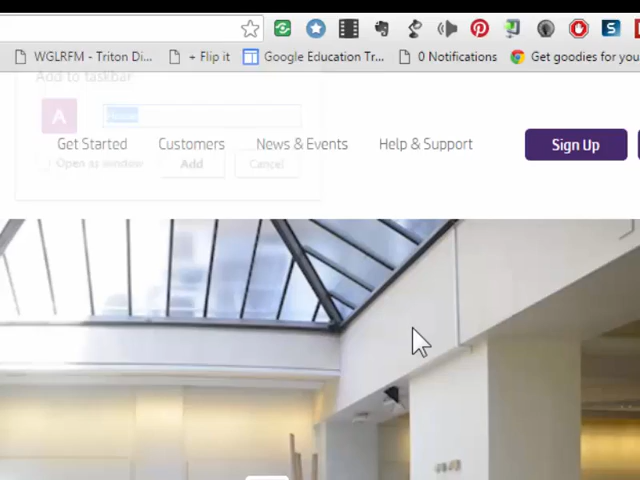 WGLRFM - Triton Di... + Flip it Google Education Tr... 0 Notifications Get goodies for you
Add to taskbar
A
Get Started Customers News & Events Help & Support Sign Up
Open as window Add Cancel